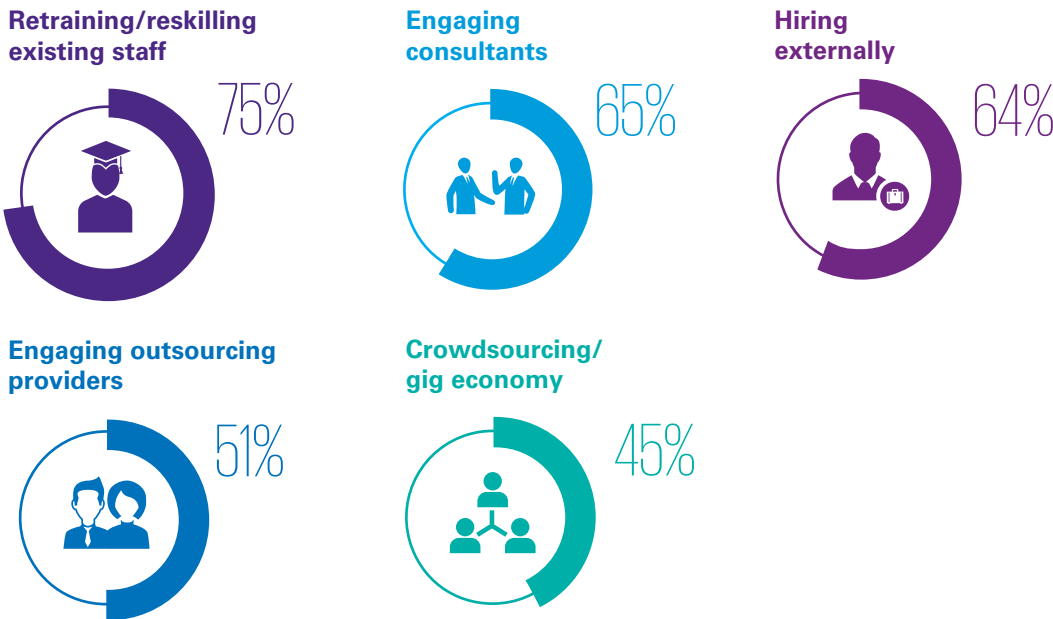 Retraining/reskilling
existing staff
75%
Engaging
consultants
65%
Hiring
externally
64%
Engaging outsourcing
providers
51%
Crowdsourcing/
gig economy
45%